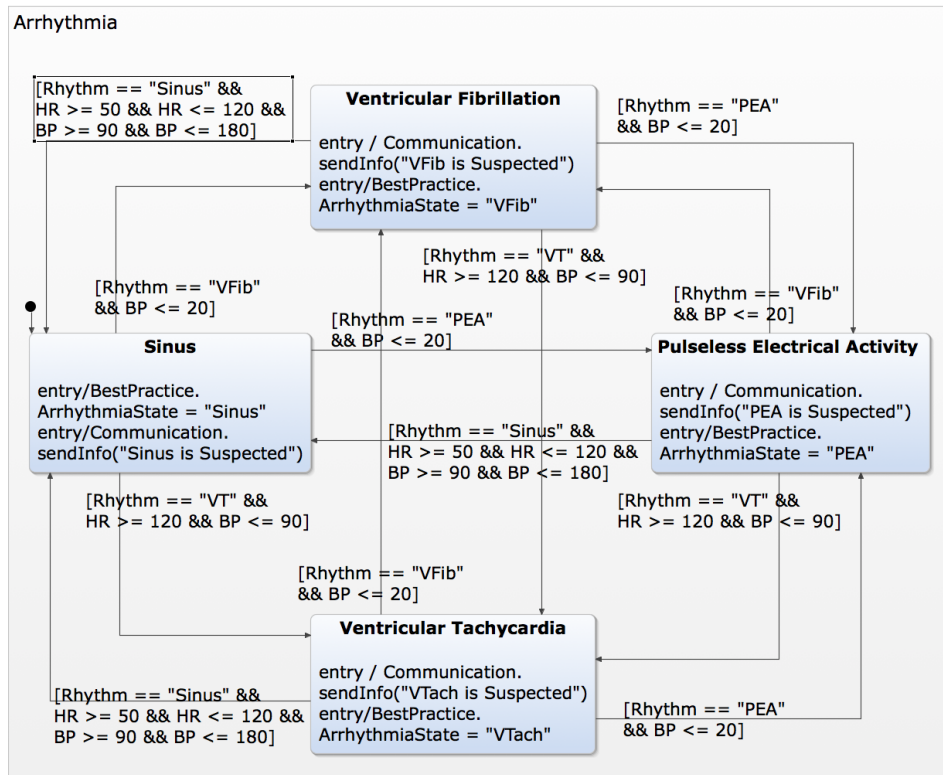 Arrhythmia
[Rhythm == "Sinus" &&
HR >= 50 && HR <= 120 &&
BP >= 90 && BP <= 180]
Ventricular Fibrillation
entry / Communication.
sendInfo("VFib is Suspected")
entry/BestPractice.
ArrhythmiaState = "VFib"
[Rhythm == "PEA"
&& BP <= 20]
[Rhythm == "VT" &&
HR >= 120 && BP <= 90]
[Rhythm == "VFib"
&& BP <= 20]
[Rhythm == "VFib"
&& BP <= 20]
[Rhythm == "PEA"
&& BP <= 20]
Sinus
entry/BestPractice.
ArrhythmiaState = "Sinus"
entry/Communication.
sendInfo("Sinus is Suspected")
Pulseless Electrical Activity
entry / Communication.
sendInfo("PEA is Suspected")
entry/BestPractice.
ArrhythmiaState = "PEA"
[Rhythm == "Sinus" &&
HR >= 50 && HR <= 120 &&
BP >= 90 && BP <= 180]
[Rhythm == "VT" &&
HR >= 120 && BP <= 90]
[Rhythm == "VT" &&
HR >= 120 && BP <= 90]
[Rhythm == "VFib"
&& BP <= 20]
Ventricular Tachycardia
entry / Communication.
sendInfo("VTach is Suspected")
entry/BestPractice.
ArrhythmiaState = "VTach"
[Rhythm == "Sinus" &&
HR >= 50 && HR <= 120 &&
BP >= 90 && BP <= 180]
[Rhythm == "PEA"
&& BP <= 20]